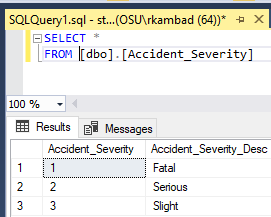 SQLQuery1.sql - st...(OSU\rkambad (64))*
SELECT *
FROM [dbo].[Accident_Severity]
100 %
Results Messages
Accident_Severity Accident_Severity_Desc
1 1 Fatal
2 2 Serious
3 3 Slight